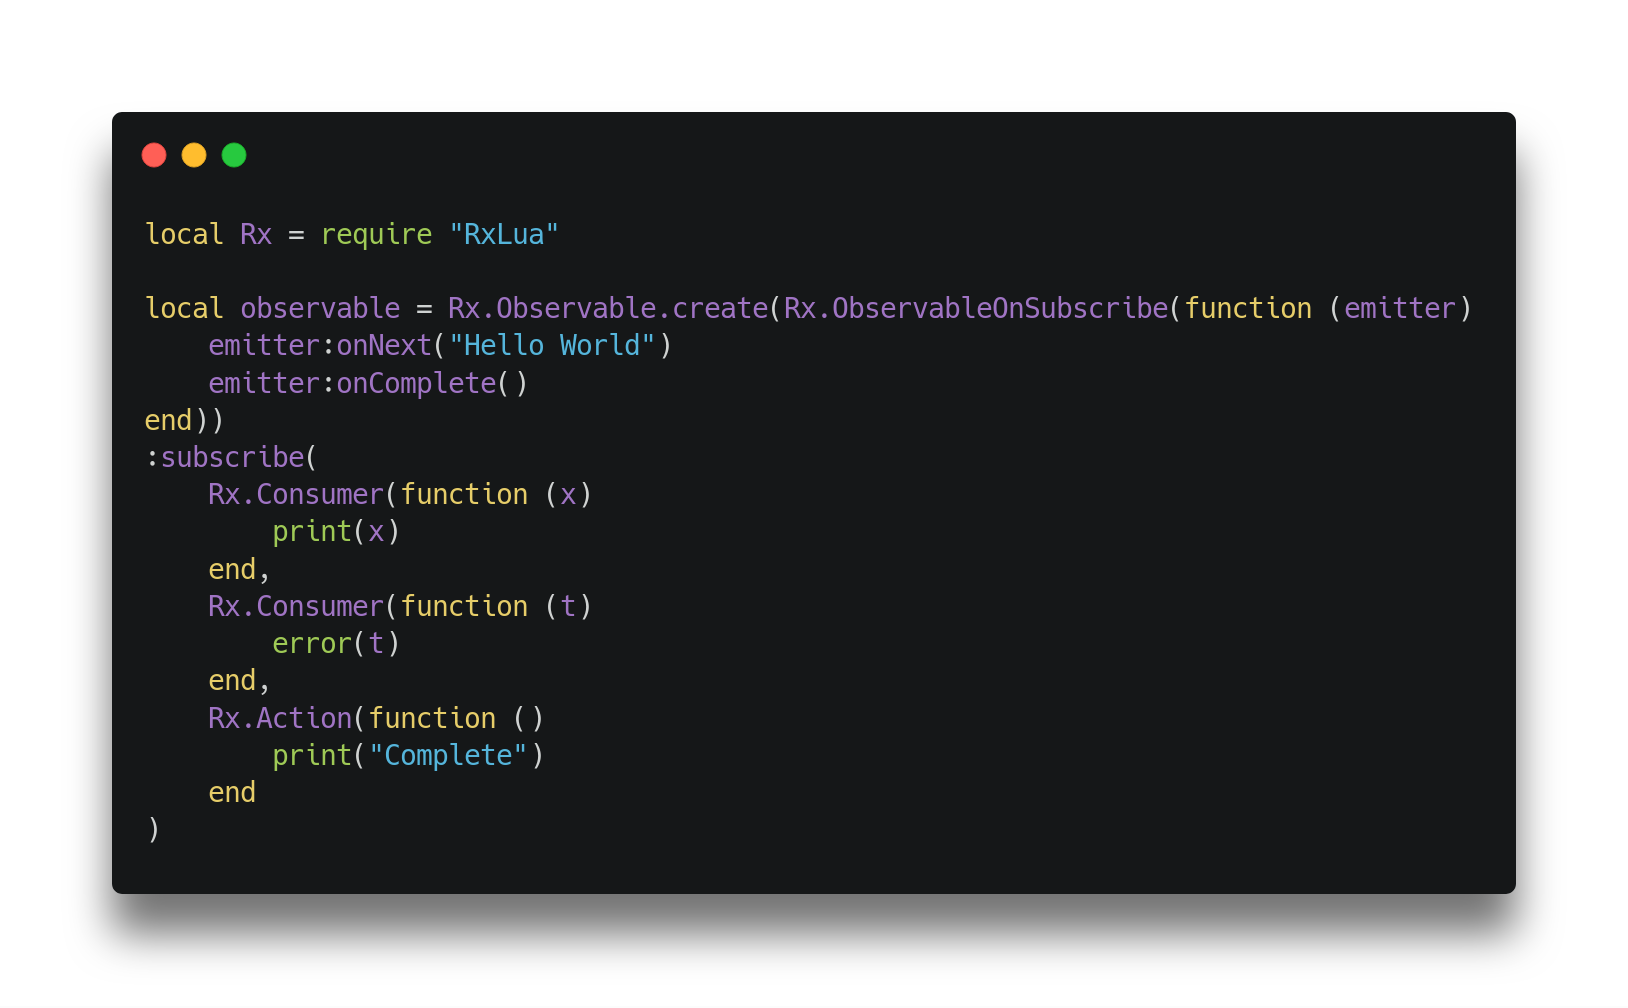 local Rx = require "RxLua"

local observable = Rx.Observable.create(Rx.ObservableOnSubscribe(function (emitter)
    emitter:onNext("Hello World")
    emitter:onComplete()
end))
:subscribe(
    Rx.Consumer(function (x)
        print(x)
    end,
    Rx.Consumer(function (t)
        error(t)
    end,
    Rx.Action(function ()
        print("Complete")
    end
)